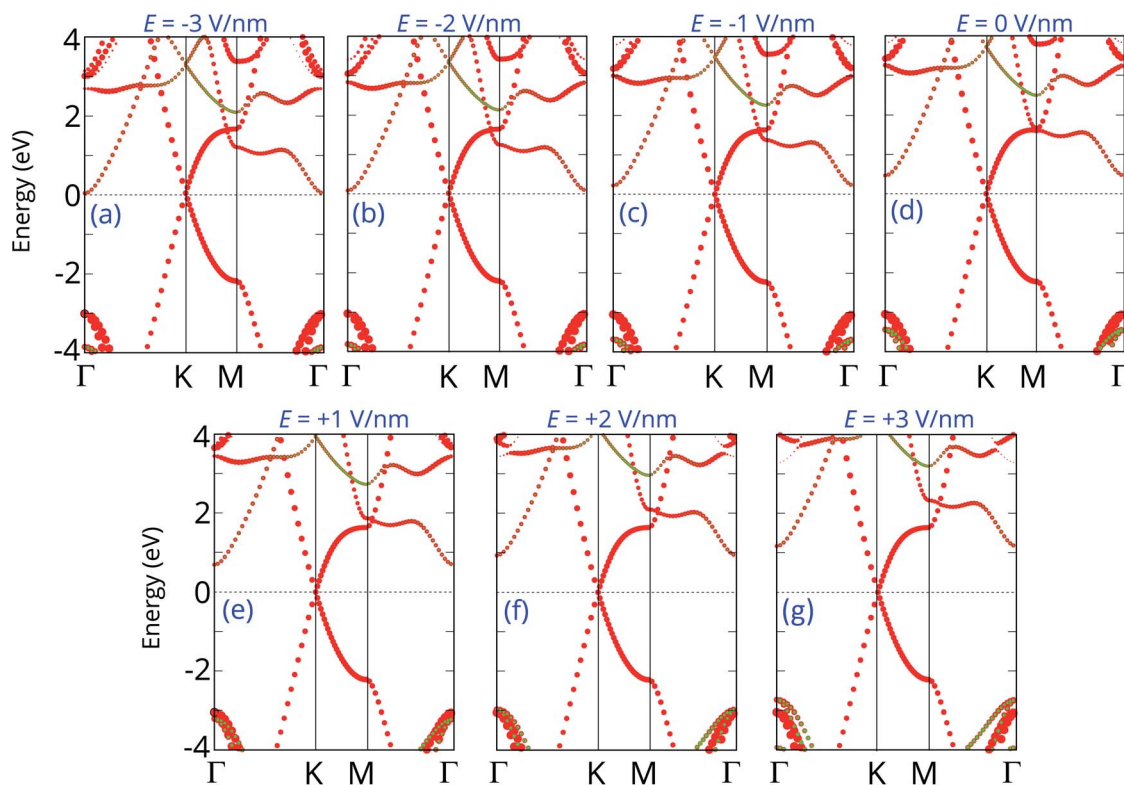 E = -3 V/nm
E = -2 V/nm
E = -1 V/nm
E = 0 V/nm
Energy (eV)
4
2
0
-2
-4
(a)
(b)
(c)
(d)
Γ K M Γ
Γ K M Γ
Γ K M Γ
Γ K M Γ
E = +1 V/nm
E = +2 V/nm
E = +3 V/nm
Energy (eV)
4
2
0
-2
-4
(e)
(f)
(g)
Γ K M Γ
Γ K M Γ
Γ K M Γ